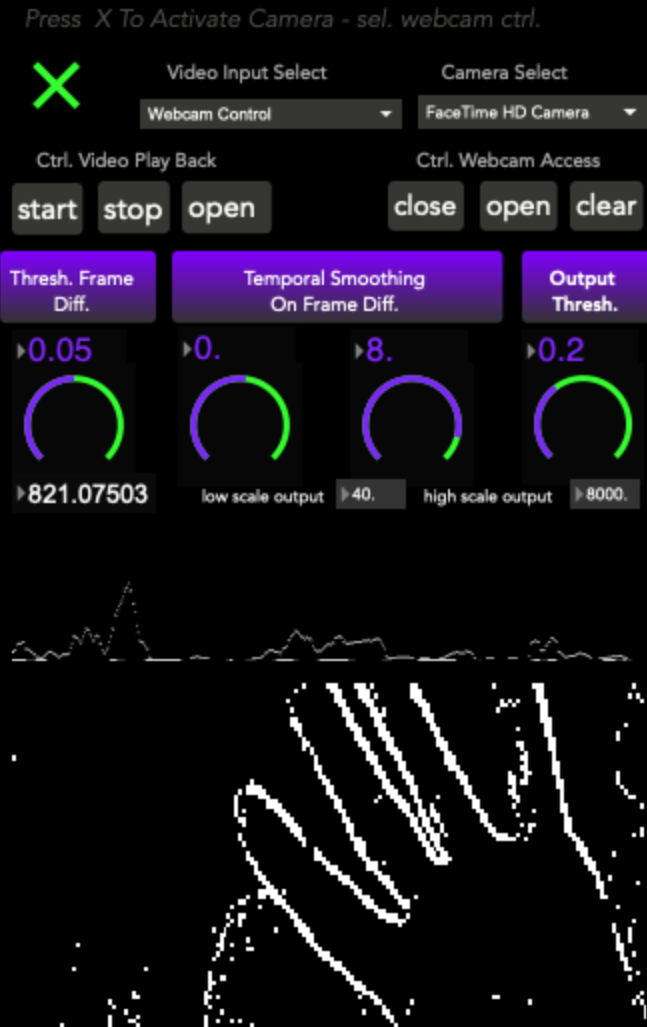 Press X To Activate Camera - sel. webcam ctrl.
Video Input Select
Camera Select
Webcam Control
FaceTime HD Camera
Ctrl. Video Play Back
Ctrl. Webcam Access
start
stop
open
close
open
clear
Thresh. Frame
Diff.
Temporal Smoothing
On Frame Diff.
Output
Thresh.
0.05
0.
8.
0.2
821.07503
low scale output
40.
high scale output
8000.